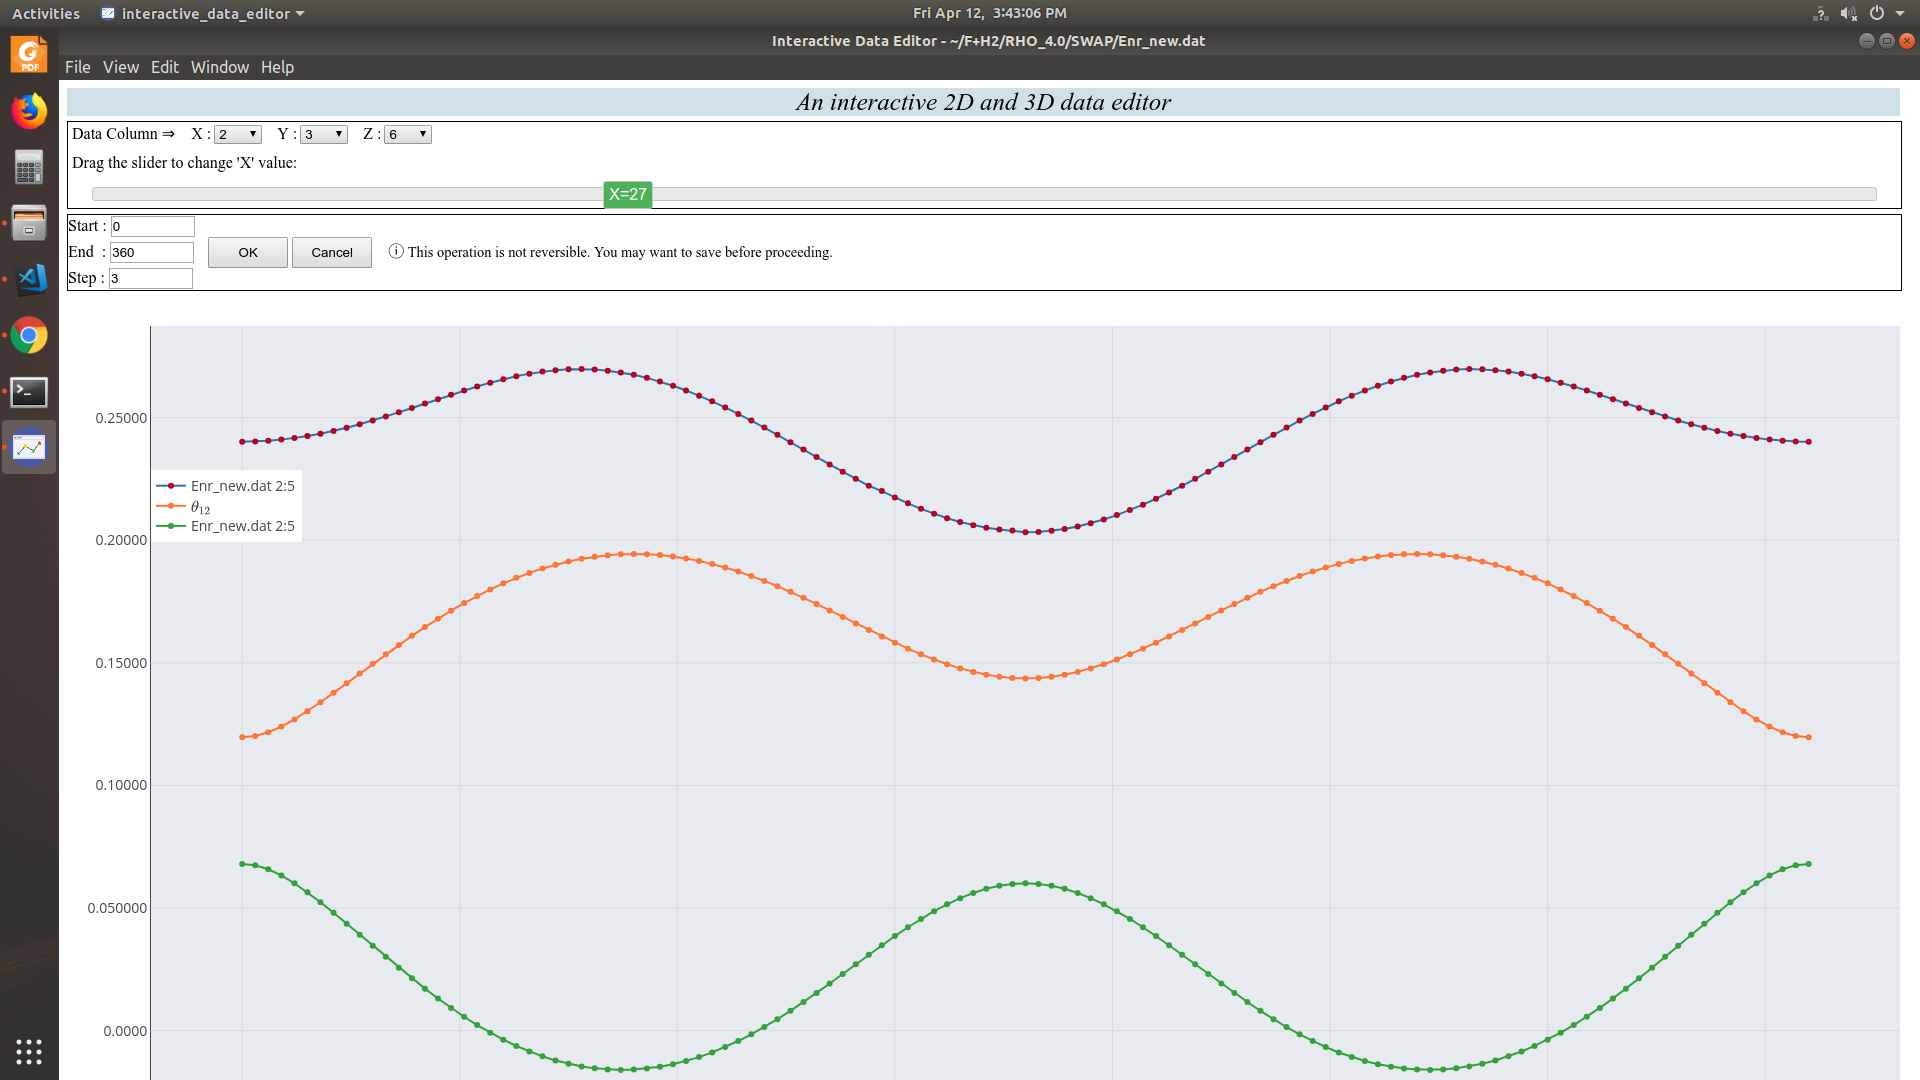 Activities interactive_data_editor Fri Apr 12, 3:43:06 PM
Interactive Data Editor - ~/F+H2/RHO_4.0/SWAP/Enr_new.dat
PDF
File View Edit Window Help
An interactive 2D and 3D data editor
Data Column ⇒ X : 2 Y : 3 Z : 6
Drag the slider to change 'X' value:
X=27
Start : 0
End : 360
OK Cancel ⓘ This operation is not reversible. You may want to save before proceeding.
Step : 3
0.25000
Enr_new.dat 2:5
θ₁₂
Enr_new.dat 2:5
0.20000
0.15000
0.10000
0.050000
0.0000